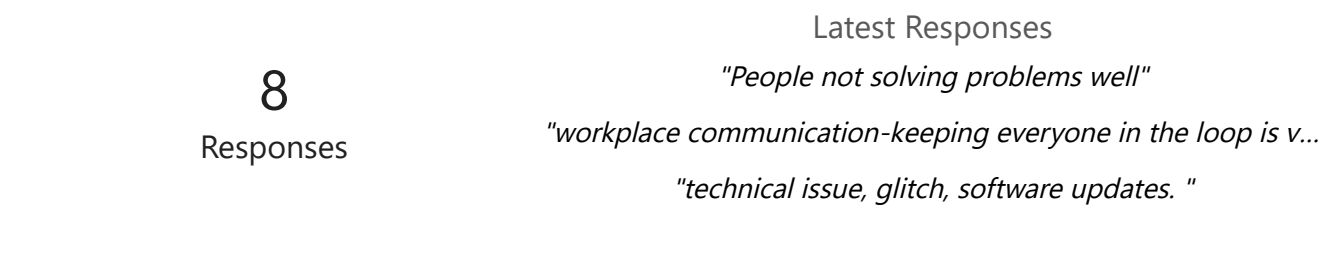 8
Responses
Latest Responses
"People not solving problems well"
"workplace communication-keeping everyone in the loop is v...
"technical issue, glitch, software updates. "